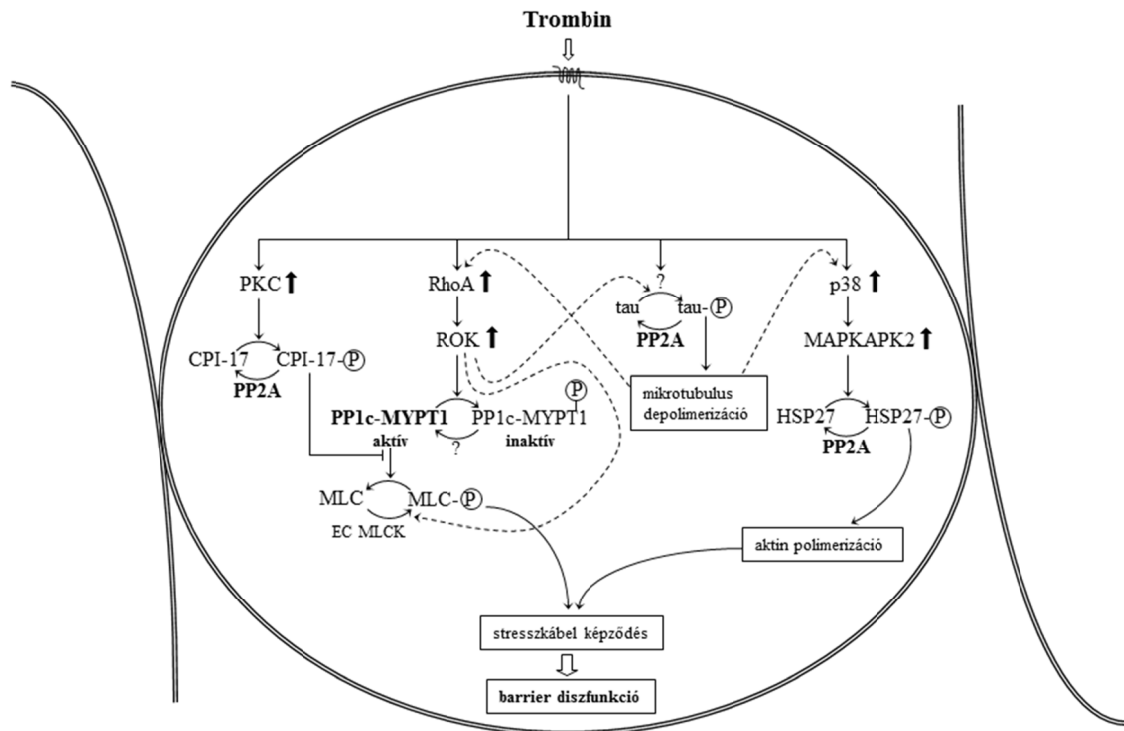 Trombin
PKC
RhoA
?
p38
tau
tau-P
PP2A
ROK
MAPKAPK2
CPI-17
CPI-17-P
PP2A
mikrotubulus
depolimerizáció
P
PP1c-MYPT1
aktív
PP1c-MYPT1
inaktív
?
HSP27
HSP27-P
PP2A
MLC
MLC-P
EC MLCK
aktin polimerizáció
stresszkábel képződés
barrier diszfunkció